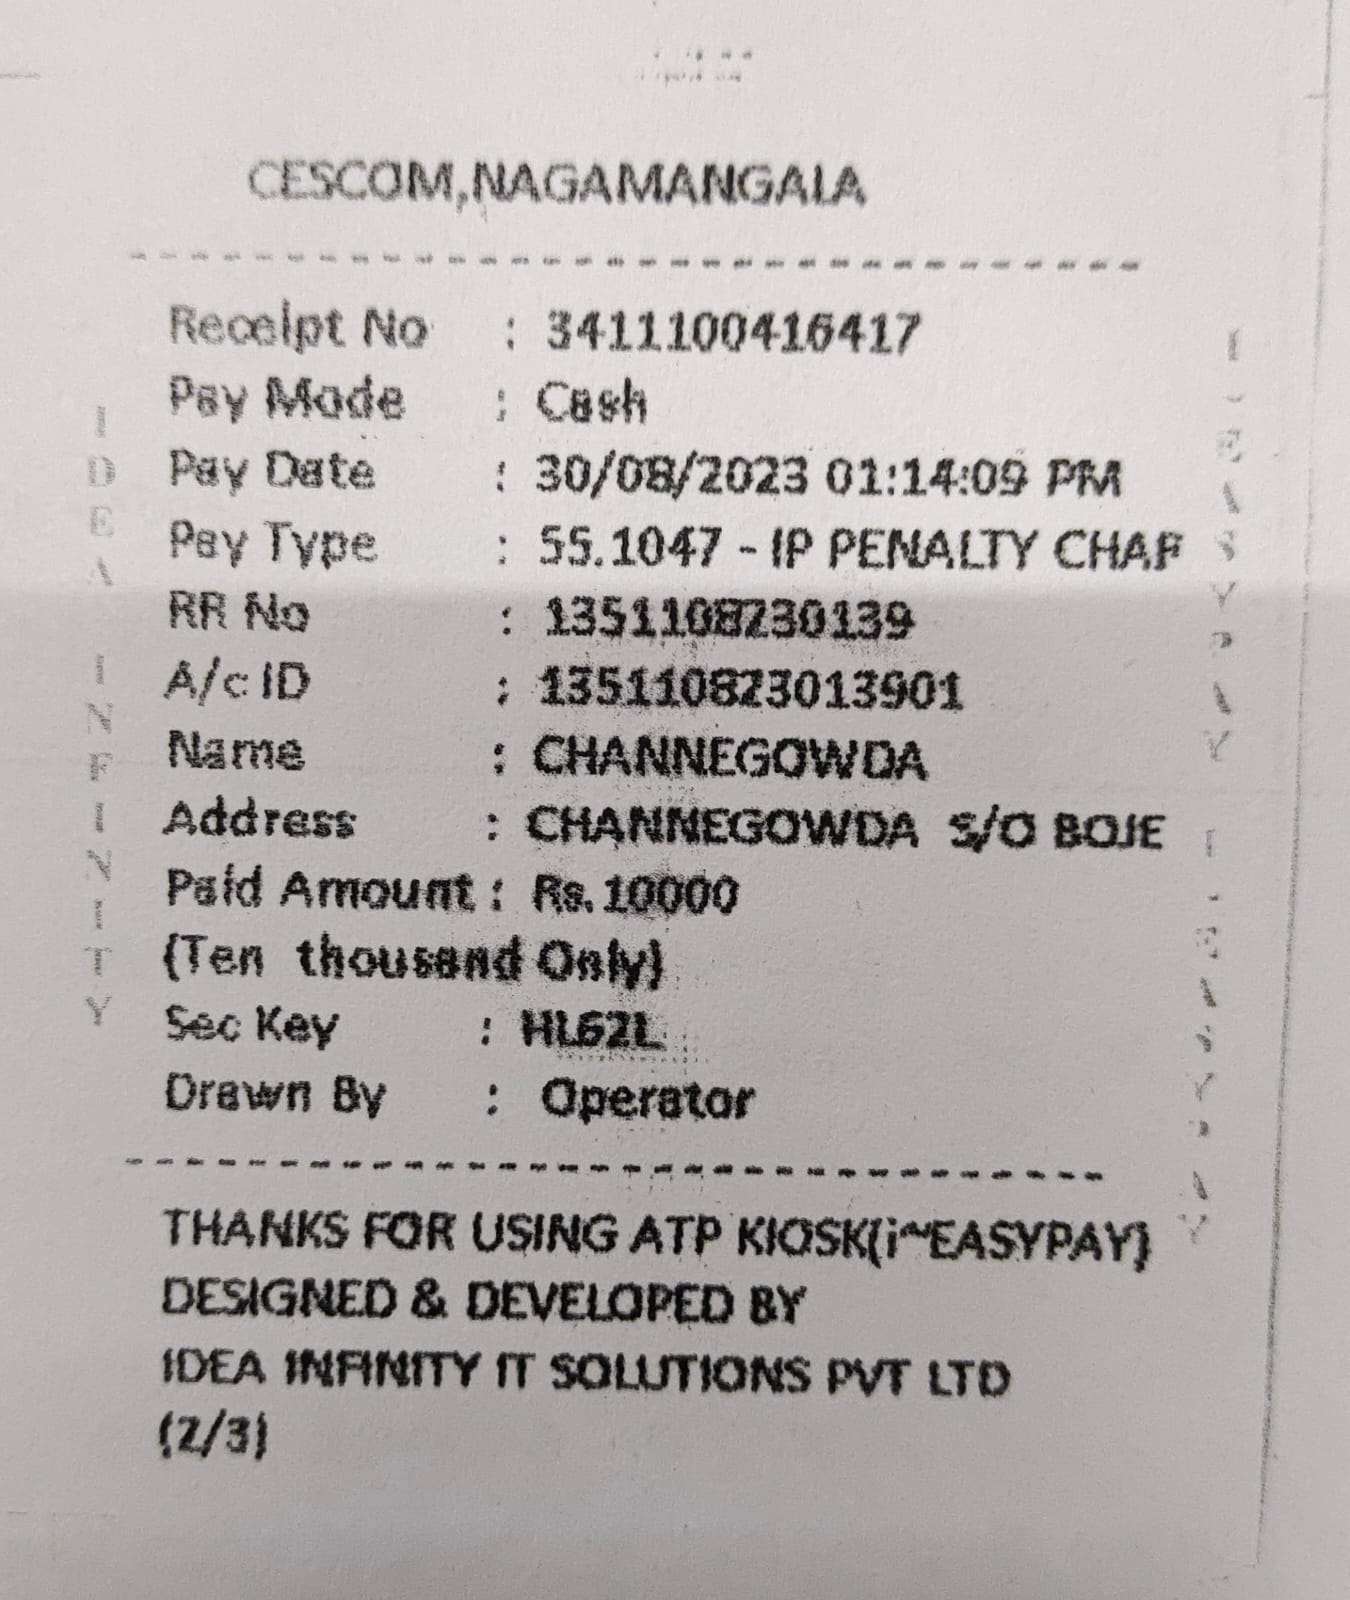 CESCOM,NAGAMANGALA
Receipt No : 3411100416417
Pay Mode : Cash
Pay Date : 30/08/2023 01:14:09 PM
Pay Type : 55.1047 - IP PENALTY CHAR
RR No : 1351108230139
A/c ID : 135110823013901
Name : CHANNEGOWDA
Address : CHANNEGOWDA S/O BOJE
Paid Amount : Rs.10000
(Ten thousand Only)
Sec Key : HL62L
Drawn By : Operator
THANKS FOR USING ATP KIOSK(i~EASYPAY)
DESIGNED & DEVELOPED BY
IDEA INFINITY IT SOLUTIONS PVT LTD
(2/3)
IDEA INFINITY